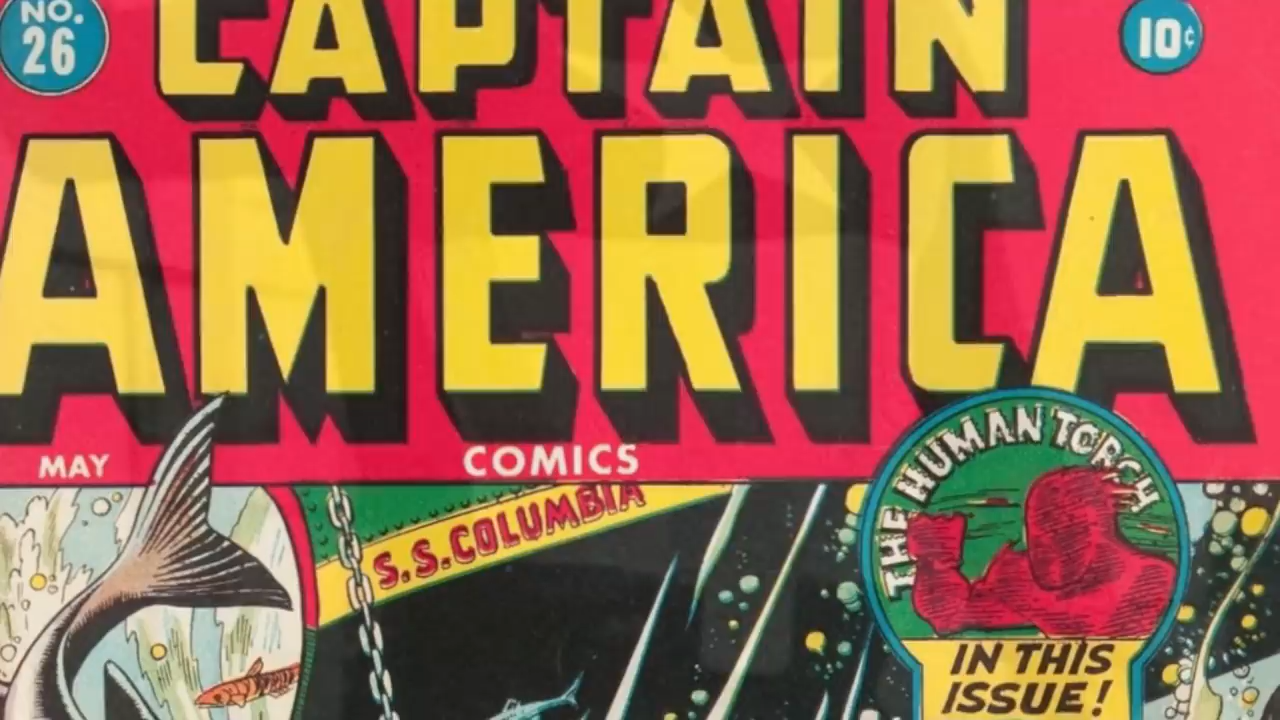 NO.
26
CAPTAIN
10¢
AMERICA
MAY
COMICS
S.S. COLUMBIA
THE HUMAN TORCH
IN THIS
ISSUE!